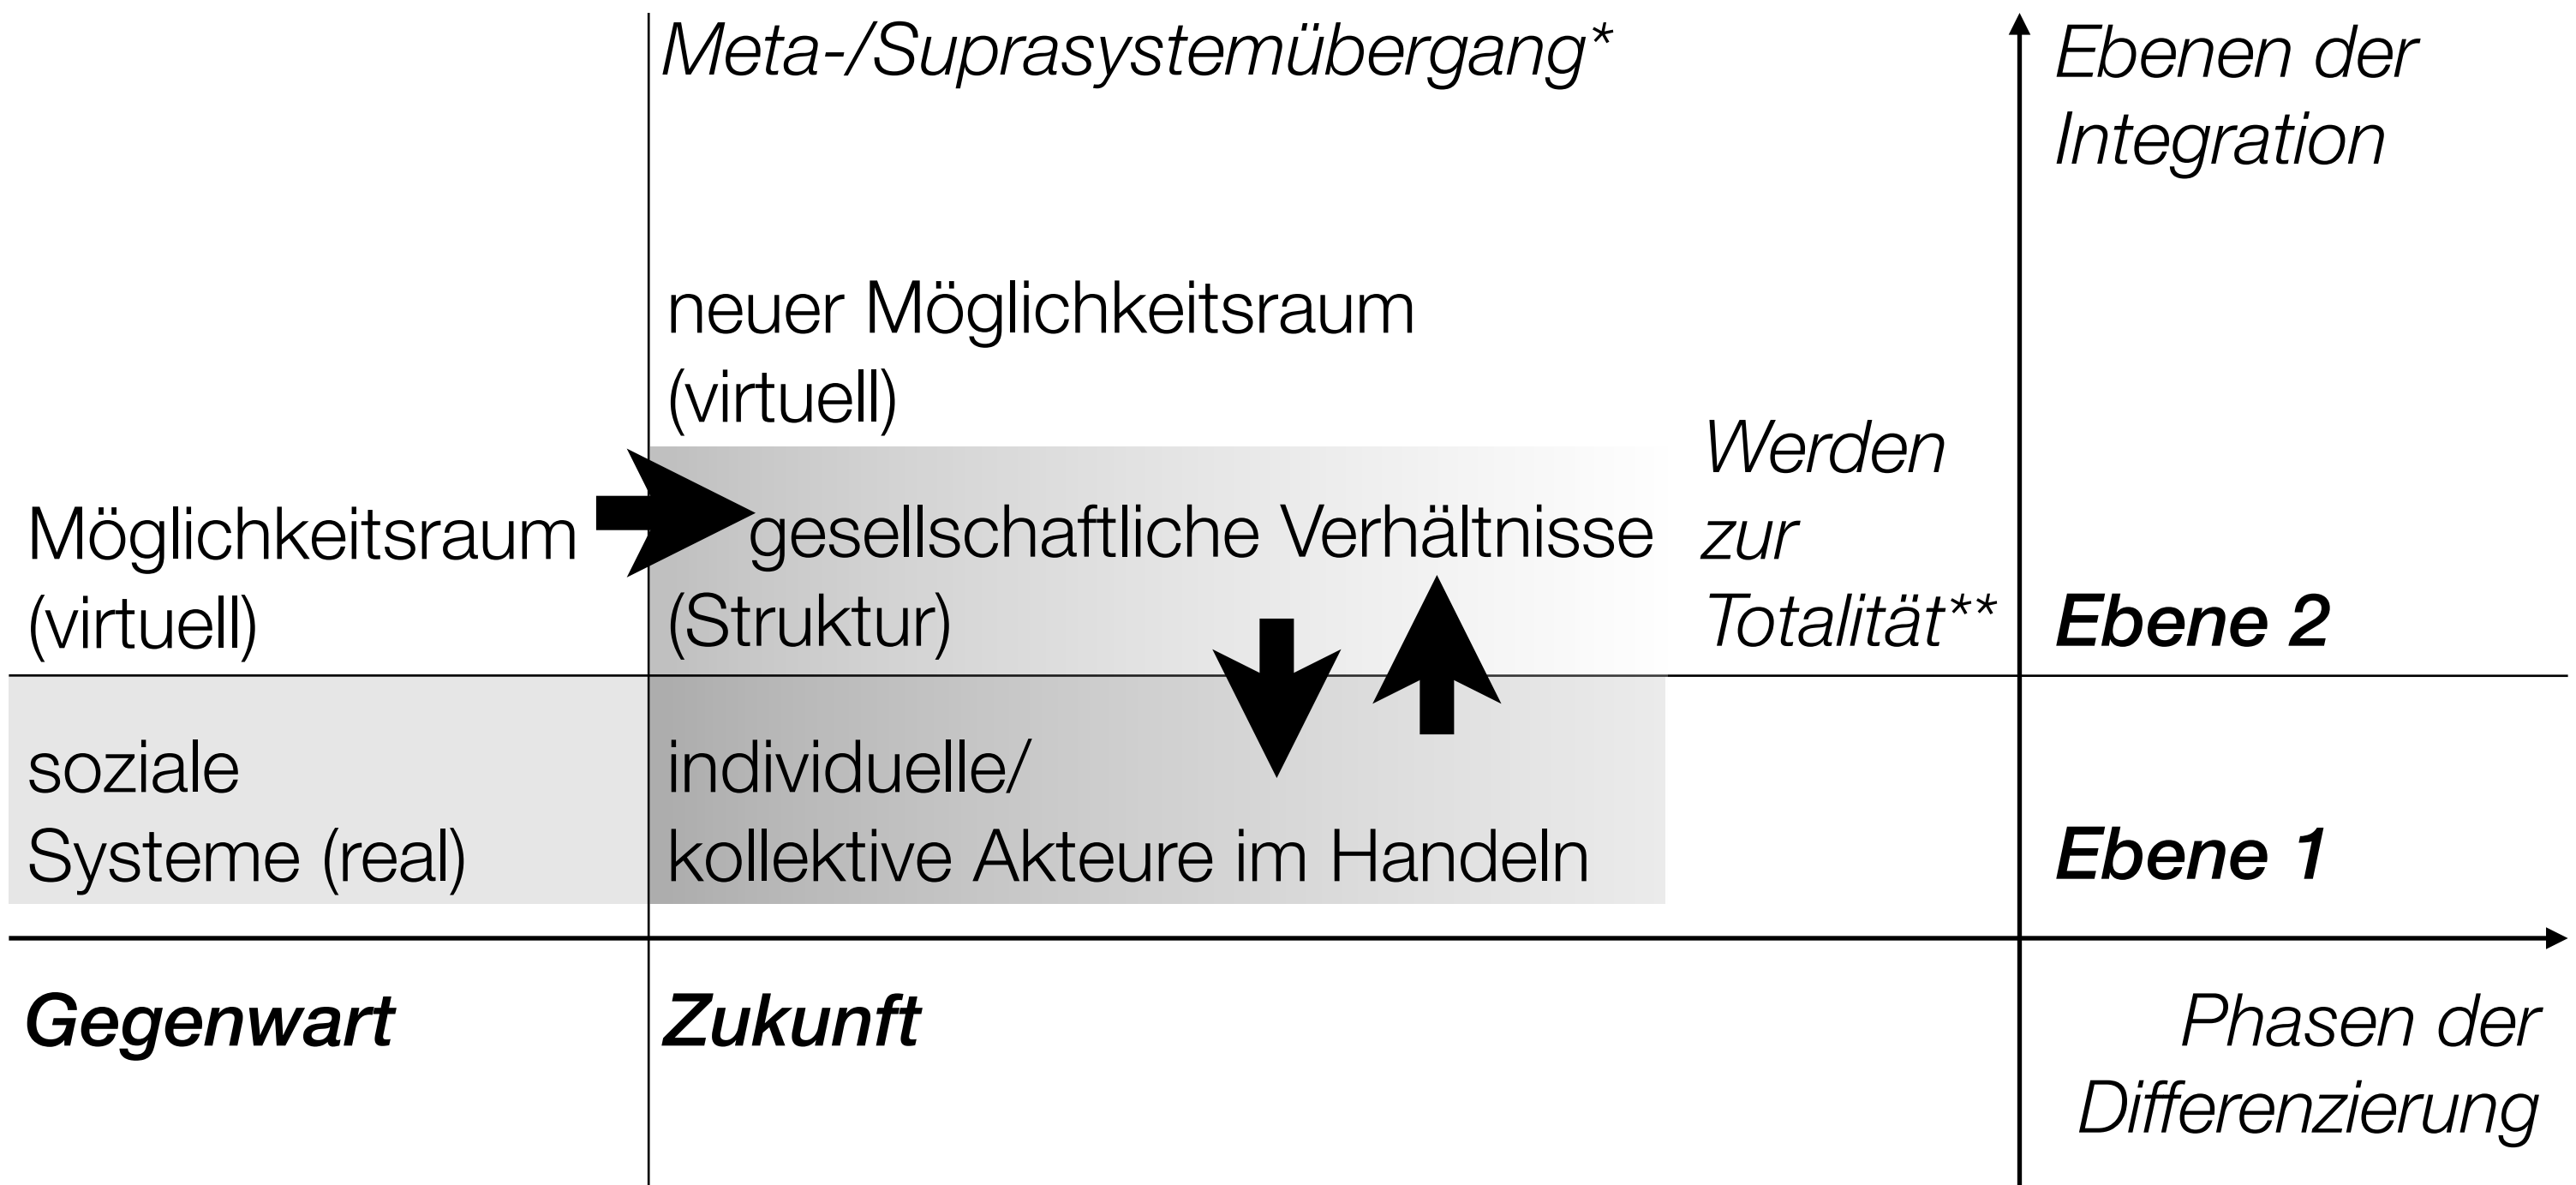 Meta-/Suprasystemübergang*
Ebenen der
Integration
neuer Möglichkeitsraum
(virtuell)
Möglichkeitsraum
(virtuell)
gesellschaftliche Verhältnisse
(Struktur)
Werden
zur
Totalität**
Ebene 2
soziale
Systeme (real)
individuelle/
kollektive Akteure im Handeln
Ebene 1
Gegenwart
Zukunft
Phasen der
Differenzierung